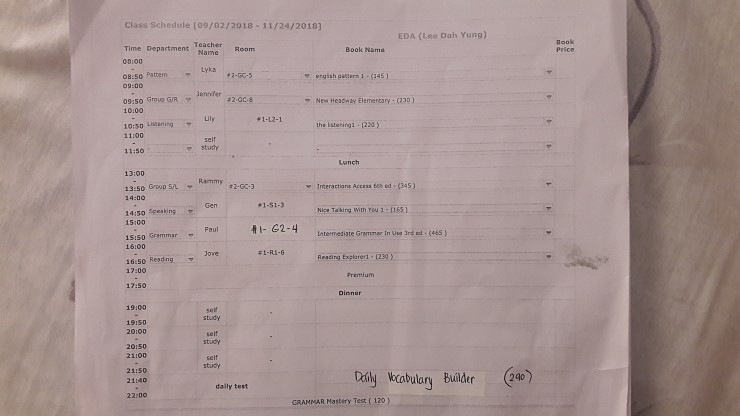 Class Schedule [09/02/2018 - 11/24/2018]
EDA (Lee Dah Yung)
Time Department Teacher Name Room Book Name Book Price
08:00 - 08:50 Pattern Lyka #2-GC-5 english pattern 1 - (145)
09:00 - 09:50 Group G/R Jennifer #2-GC-8 New Headway Elementary - (230)
10:00 - 10:50 Listening Lily #1-L2-1 the listening1 - (220)
11:00 - 11:50 - self study - -
Lunch
13:00 - 13:50 Group S/L Rammy #2-GC-3 Interactions Access 6th ed - (345)
14:00 - 14:50 Speaking Gen #1-S1-3 Nice Talking With You 1 - (165)
15:00 - 15:50 Grammar Paul #1-G2-4 Intermediate Grammar In Use 3rd ed - (465)
16:00 - 16:50 Reading Jove #1-R1-6 Reading Explorer1 - (230)
17:00 - 17:50 Premium
Dinner
19:00 - 19:50 self study -
20:00 - 20:50 self study -
21:00 - 21:50 self study -
21:40 - 22:00 daily test Daily Vocabulary Builder (290)
GRAMMAR Mastery Test ( 120 )